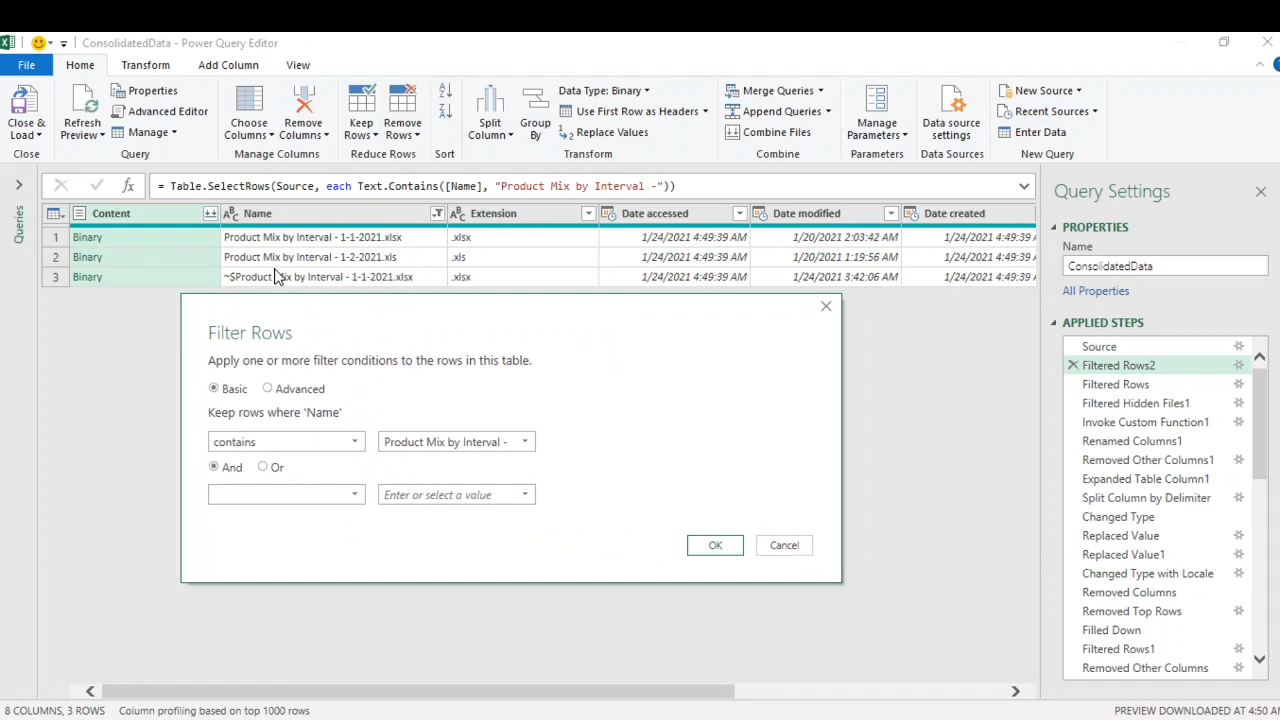 ConsolidatedData - Power Query Editor
File Home Transform Add Column View
Close & Load
Refresh Preview
Properties
Advanced Editor
Manage
Choose Columns
Remove Columns
Keep Rows
Remove Rows
Split Column
Group By
Data Type: Binary
Use First Row as Headers
Replace Values
Merge Queries
Append Queries
Combine Files
Manage Parameters
Data source settings
New Source
Recent Sources
Enter Data
Close Query Manage Columns Reduce Rows Sort Transform Combine Parameters Data Sources New Query
fx = Table.SelectRows(Source, each Text.Contains([Name], "Product Mix by Interval -"))
Queries
Content Name Extension Date accessed Date modified Date created
1 Binary Product Mix by Interval - 1-1-2021.xlsx .xlsx 1/24/2021 4:49:39 AM 1/20/2021 2:03:42 AM 1/24/2021 4:49:39 A
2 Binary Product Mix by Interval - 1-2-2021.xls .xls 1/24/2021 4:49:39 AM 1/20/2021 1:19:56 AM 1/24/2021 4:49:39 A
3 Binary ~$Product Mix by Interval - 1-1-2021.xlsx .xlsx 1/24/2021 4:49:39 AM 1/24/2021 3:42:06 AM 1/24/2021 4:49:39 A
Filter Rows
Apply one or more filter conditions to the rows in this table.
Basic Advanced
Keep rows where 'Name'
contains Product Mix by Interval -
And Or
Enter or select a value
OK Cancel
Query Settings
PROPERTIES
Name
ConsolidatedData
All Properties
APPLIED STEPS
Source
Filtered Rows2
Filtered Rows
Filtered Hidden Files1
Invoke Custom Function1
Renamed Columns1
Removed Other Columns1
Expanded Table Column1
Split Column by Delimiter
Changed Type
Replaced Value
Replaced Value1
Changed Type with Locale
Removed Columns
Removed Top Rows
Filled Down
Filtered Rows1
Removed Other Columns
8 COLUMNS, 3 ROWS Column profiling based on top 1000 rows PREVIEW DOWNLOADED AT 4:50 AM